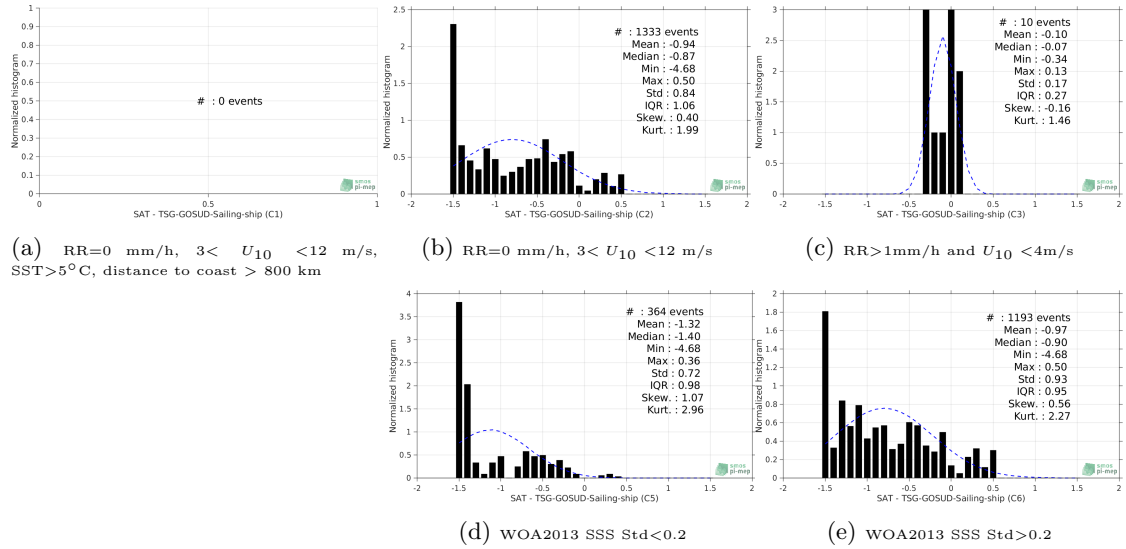 1
0.9
0.8
0.7
0.6
0.5
0.4
0.3
0.2
0.1
0
Normalized histogram
# : 0 events
smos
pi-mep
0 0.5 1
SAT - TSG-GOSUD-Sailing-ship (C1)
(a) RR=0 mm/h, 3< U10 <12 m/s,
SST>5°C, distance to coast > 800 km
2.5
2
1.5
1
0.5
0
Normalized histogram
# : 1333 events
Mean : -0.94
Median : -0.87
Min : -4.68
Max : 0.50
Std : 0.84
IQR : 1.06
Skew. : 0.40
Kurt. : 1.99
smos
pi-mep
-2 -1.5 -1 -0.5 0 0.5 1 1.5 2
SAT - TSG-GOSUD-Sailing-ship (C2)
(b) RR=0 mm/h, 3< U10 <12 m/s
3
2.5
2
1.5
1
0.5
0
Normalized histogram
# : 10 events
Mean : -0.10
Median : -0.07
Min : -0.34
Max : 0.13
Std : 0.17
IQR : 0.27
Skew. : -0.16
Kurt. : 1.46
smos
pi-mep
-2 -1.5 -1 -0.5 0 0.5 1 1.5 2
SAT - TSG-GOSUD-Sailing-ship (C3)
(c) RR>1mm/h and U10 <4m/s
4
3.5
3
2.5
2
1.5
1
0.5
0
Normalized histogram
# : 364 events
Mean : -1.32
Median : -1.40
Min : -4.68
Max : 0.36
Std : 0.72
IQR : 0.98
Skew. : 1.07
Kurt. : 2.96
smos
pi-mep
-2 -1.5 -1 -0.5 0 0.5 1 1.5 2
SAT - TSG-GOSUD-Sailing-ship (C5)
(d) WOA2013 SSS Std<0.2
2
1.8
1.6
1.4
1.2
1
0.8
0.6
0.4
0.2
0
Normalized histogram
# : 1193 events
Mean : -0.97
Median : -0.90
Min : -4.68
Max : 0.50
Std : 0.93
IQR : 0.95
Skew. : 0.56
Kurt. : 2.27
smos
pi-mep
-2 -1.5 -1 -0.5 0 0.5 1 1.5 2
SAT - TSG-GOSUD-Sailing-ship (C6)
(e) WOA2013 SSS Std>0.2